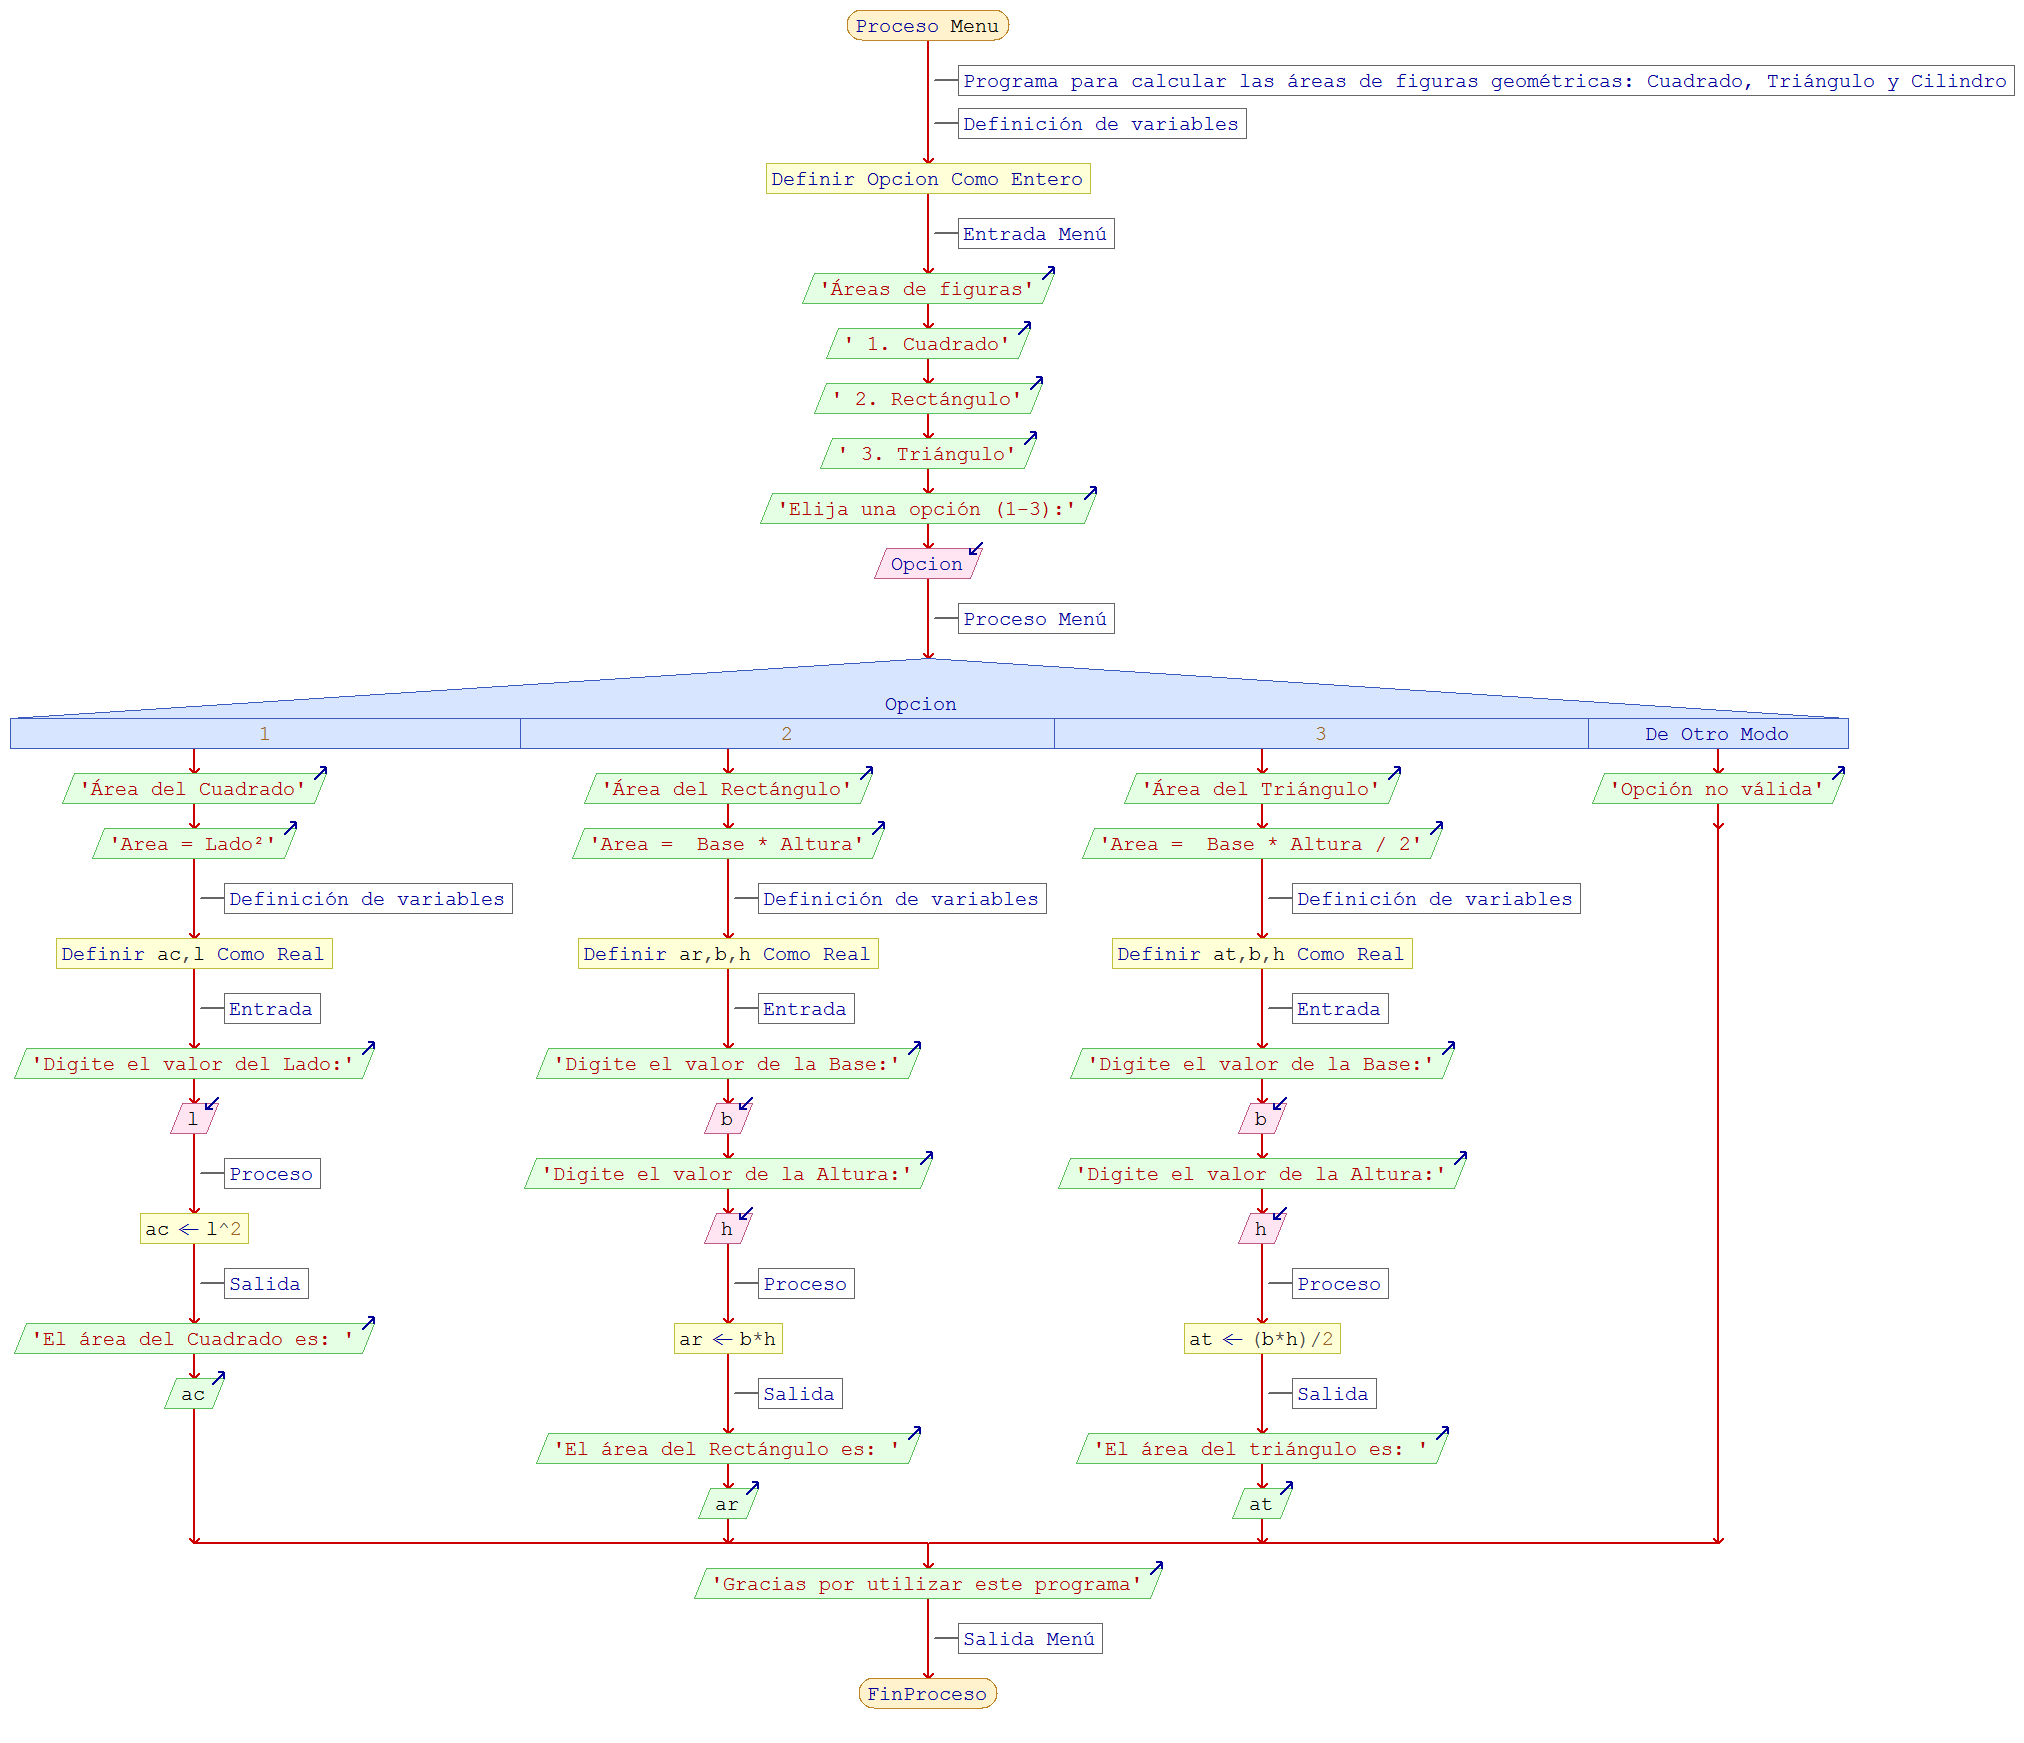 Proceso Menu
Programa para calcular las áreas de figuras geométricas: Cuadrado, Triángulo y Cilindro
Definición de variables
Definir Opcion Como Entero
Entrada Menú
'Áreas de figuras'
' 1. Cuadrado'
' 2. Rectángulo'
' 3. Triángulo'
'Elija una opción (1-3):'
Opcion
Proceso Menú
Opcion
1
2
3
De Otro Modo
'Área del Cuadrado'
'Area = Lado²'
Definición de variables
Definir ac,l Como Real
Entrada
'Digite el valor del Lado:'
l
Proceso
ac ← l^2
Salida
'El área del Cuadrado es: '
ac
'Área del Rectángulo'
'Area =  Base * Altura'
Definición de variables
Definir ar,b,h Como Real
Entrada
'Digite el valor de la Base:'
b
'Digite el valor de la Altura:'
h
Proceso
ar ← b*h
Salida
'El área del Rectángulo es: '
ar
'Área del Triángulo'
'Area =  Base * Altura / 2'
Definición de variables
Definir at,b,h Como Real
Entrada
'Digite el valor de la Base:'
b
'Digite el valor de la Altura:'
h
Proceso
at ← (b*h)/2
Salida
'El área del triángulo es: '
at
'Opción no válida'
'Gracias por utilizar este programa'
Salida Menú
FinProceso